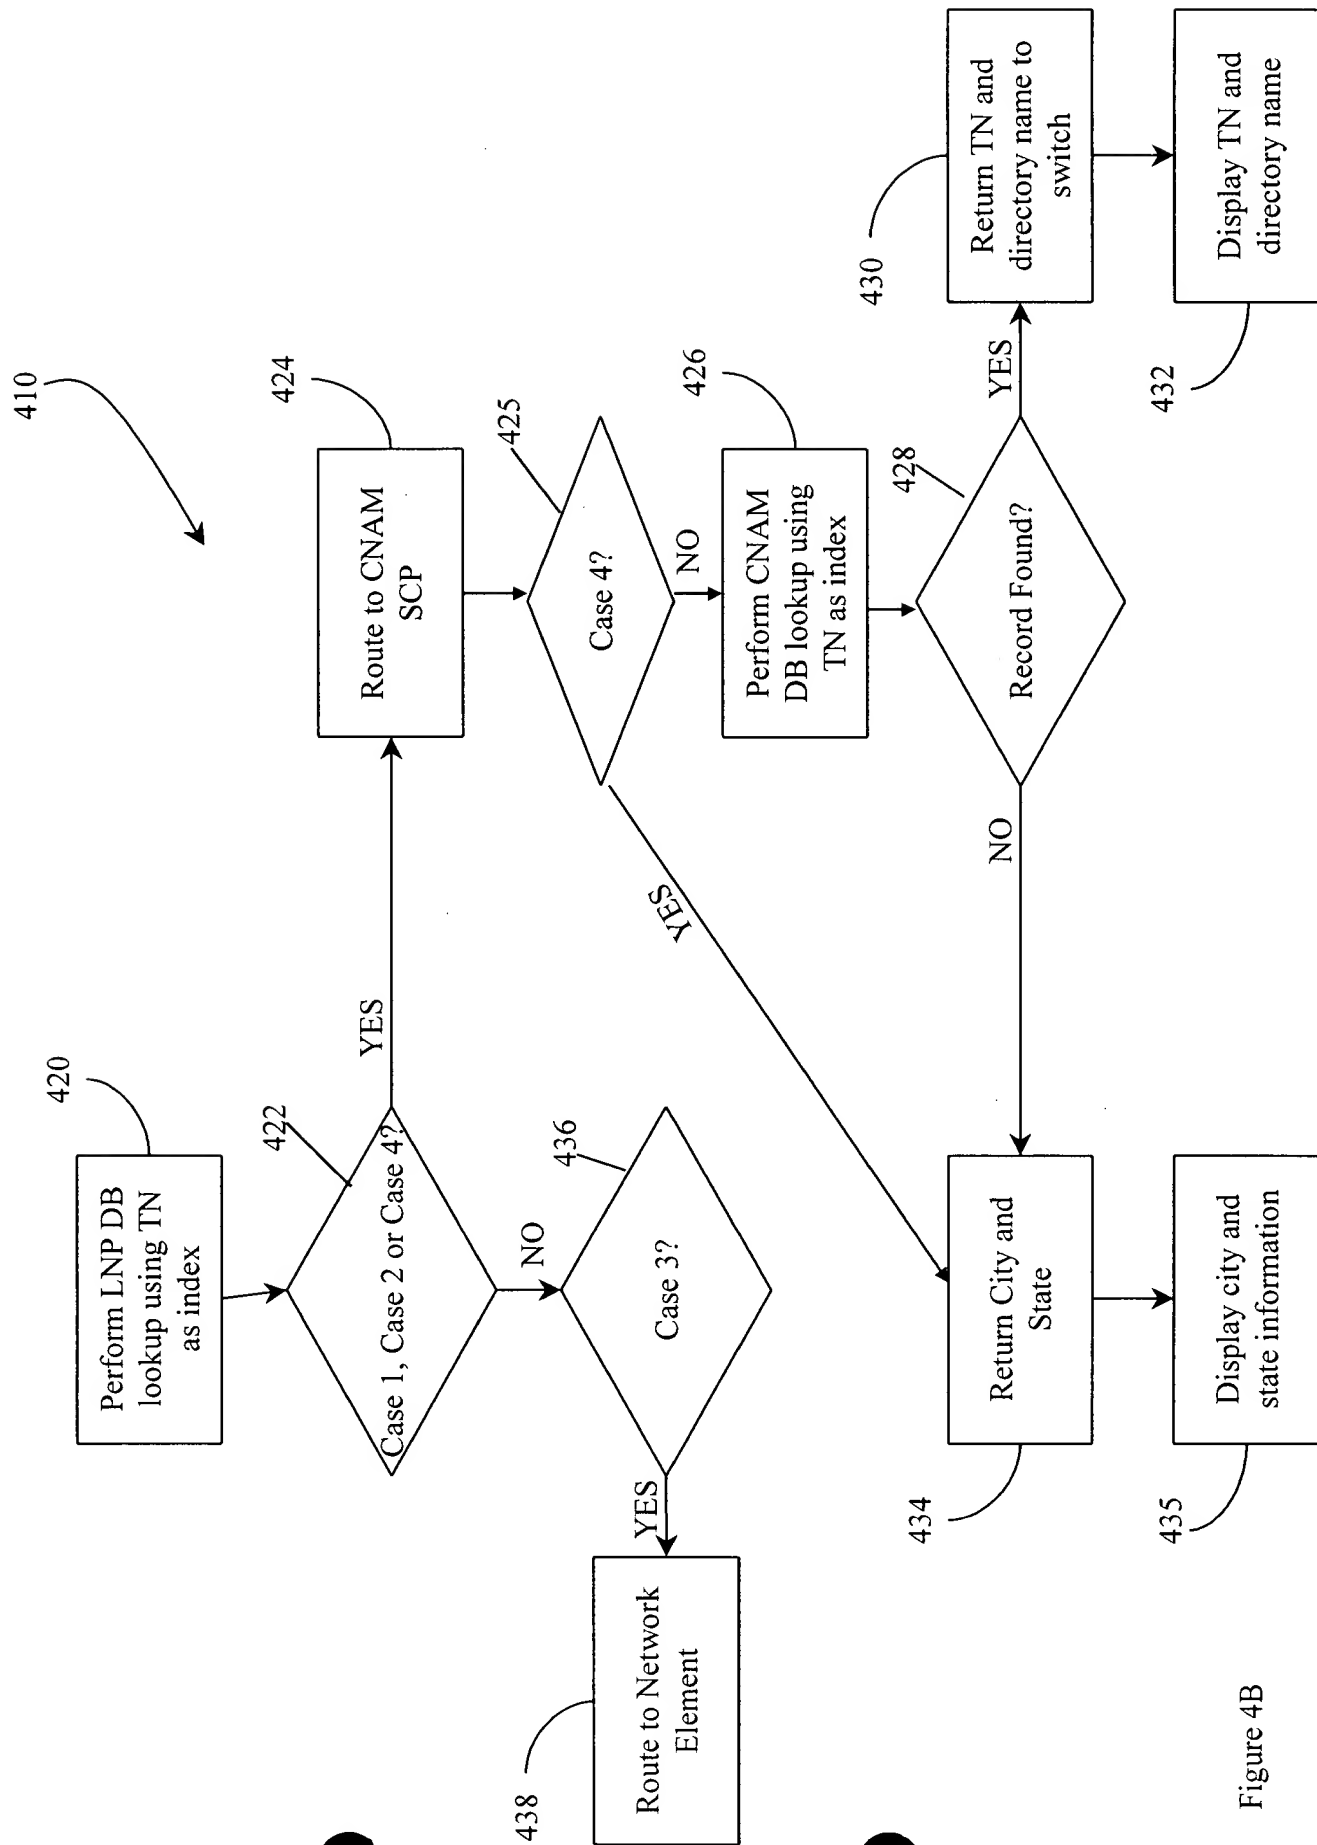 410
420
Perform LNP DB
lookup using TN
as index
422
Case 1, Case 2 or Case 4?
YES
NO
424
Route to CNAM
SCP
425
Case 4?
YES
NO
436
Case 3?
YES
438
Route to Network
Element
426
Perform CNAM
DB lookup using
TN as index
428
Record Found?
YES
NO
430
Return TN and
directory name to
switch
432
Display TN and
directory name
434
Return City and
State
435
Display city and
state information
Figure 4B